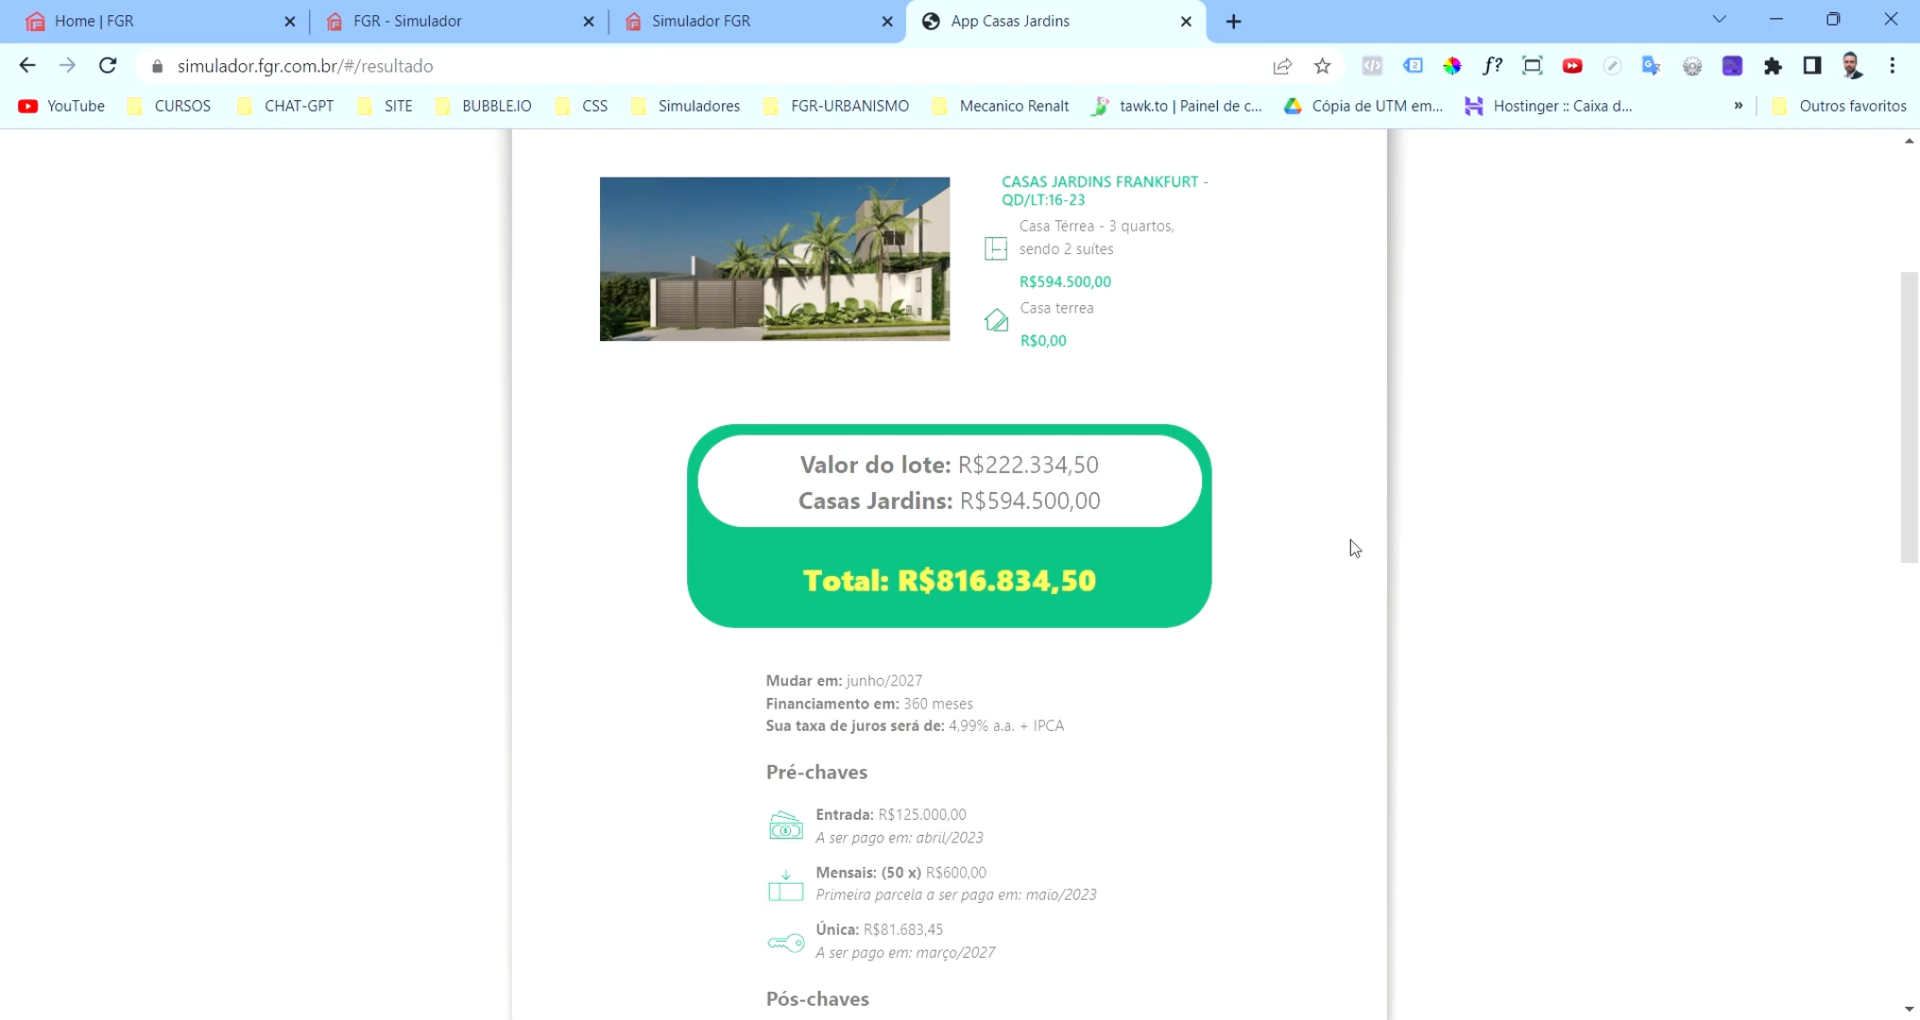 Home | FGR
FGR - Simulador
Simulador FGR
App Casas Jardins
simulador.fgr.com.br/#/resultado
f?
YouTube
CURSOS
CHAT-GPT
SITE
BUBBLE.IO
CSS
Simuladores
FGR-URBANISMO
Mecanico Renalt
tawk.to | Painel de c...
Cópia de UTM em...
Hostinger :: Caixa d...
»
Outros favoritos
CASAS JARDINS FRANKFURT -
QD/LT:16-23
Casa Térrea - 3 quartos,
sendo 2 suítes
R$594.500,00
Casa terrea
R$0,00
Valor do lote: R$222.334,50
Casas Jardins: R$594.500,00
Total: R$816.834,50
Mudar em: junho/2027
Financiamento em: 360 meses
Sua taxa de juros será de: 4,99% a.a. + IPCA
Pré-chaves
Entrada: R$125.000,00
A ser pago em: abril/2023
Mensais: (50 x) R$600,00
Primeira parcela a ser paga em: maio/2023
Única: R$81.683,45
A ser pago em: março/2027
Pós-chaves